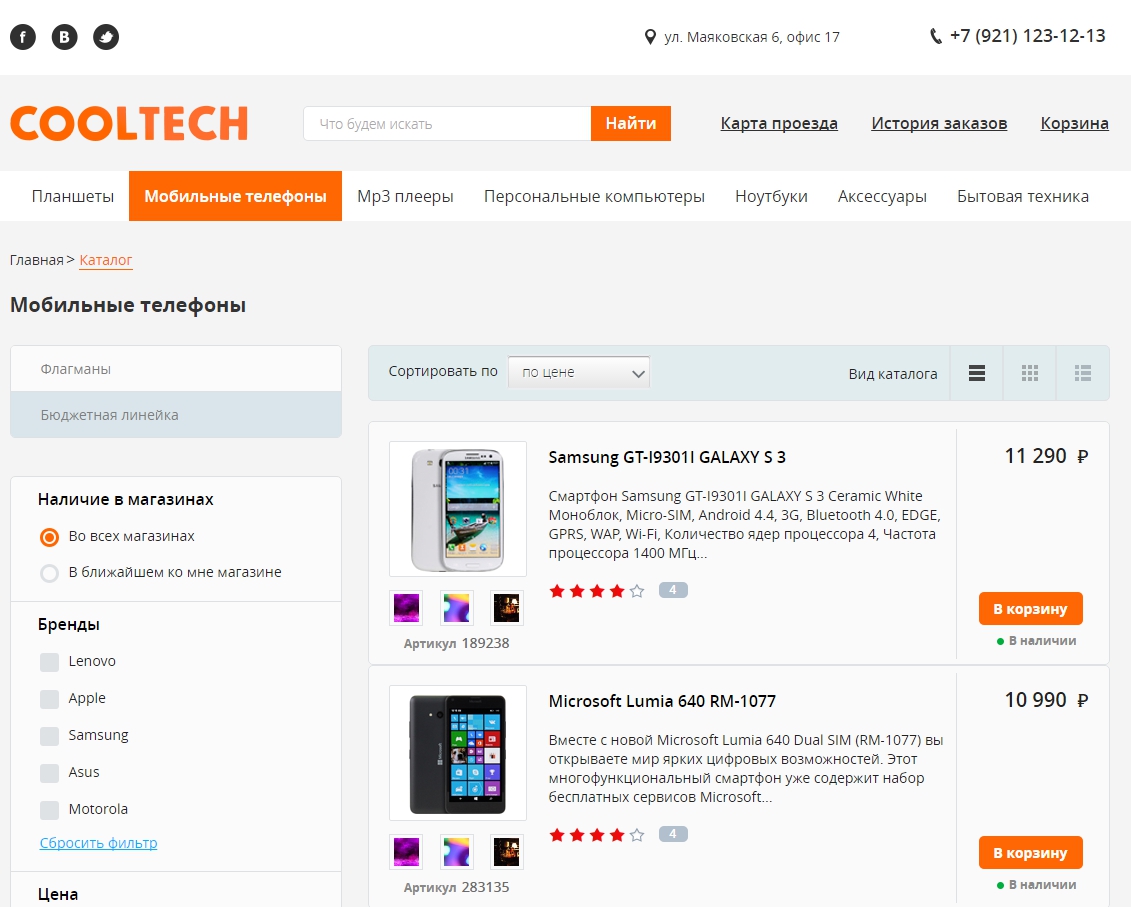 ул. Маяковская 6, офис 17
+7 (921) 123-12-13
COOLTECH
Что будем искать
Найти
Карта проезда
История заказов
Корзина
Планшеты
Мобильные телефоны
Mp3 плееры
Персональные компьютеры
Ноутбуки
Аксессуары
Бытовая техника
Главная > Каталог
Мобильные телефоны
Флагманы
Бюджетная линейка
Наличие в магазинах
Во всех магазинах
В ближайшем ко мне магазине
Бренды
Lenovo
Apple
Samsung
Asus
Motorola
Сбросить фильтр
Цена
Сортировать по
по цене
Вид каталога
Samsung GT-I9301I GALAXY S 3
11 290 ₽
Смартфон Samsung GT-I9301I GALAXY S 3 Ceramic White
Моноблок, Micro-SIM, Android 4.4, 3G, Bluetooth 4.0, EDGE,
GPRS, WAP, Wi-Fi, Количество ядер процессора 4, Частота
процессора 1400 МГц...
4
В корзину
В наличии
Артикул 189238
Microsoft Lumia 640 RM-1077
10 990 ₽
Вместе с новой Microsoft Lumia 640 Dual SIM (RM-1077) вы
открываете мир ярких цифровых возможностей. Этот
многофункциональный смартфон уже содержит набор
бесплатных сервисов Microsoft...
4
В корзину
В наличии
Артикул 283135